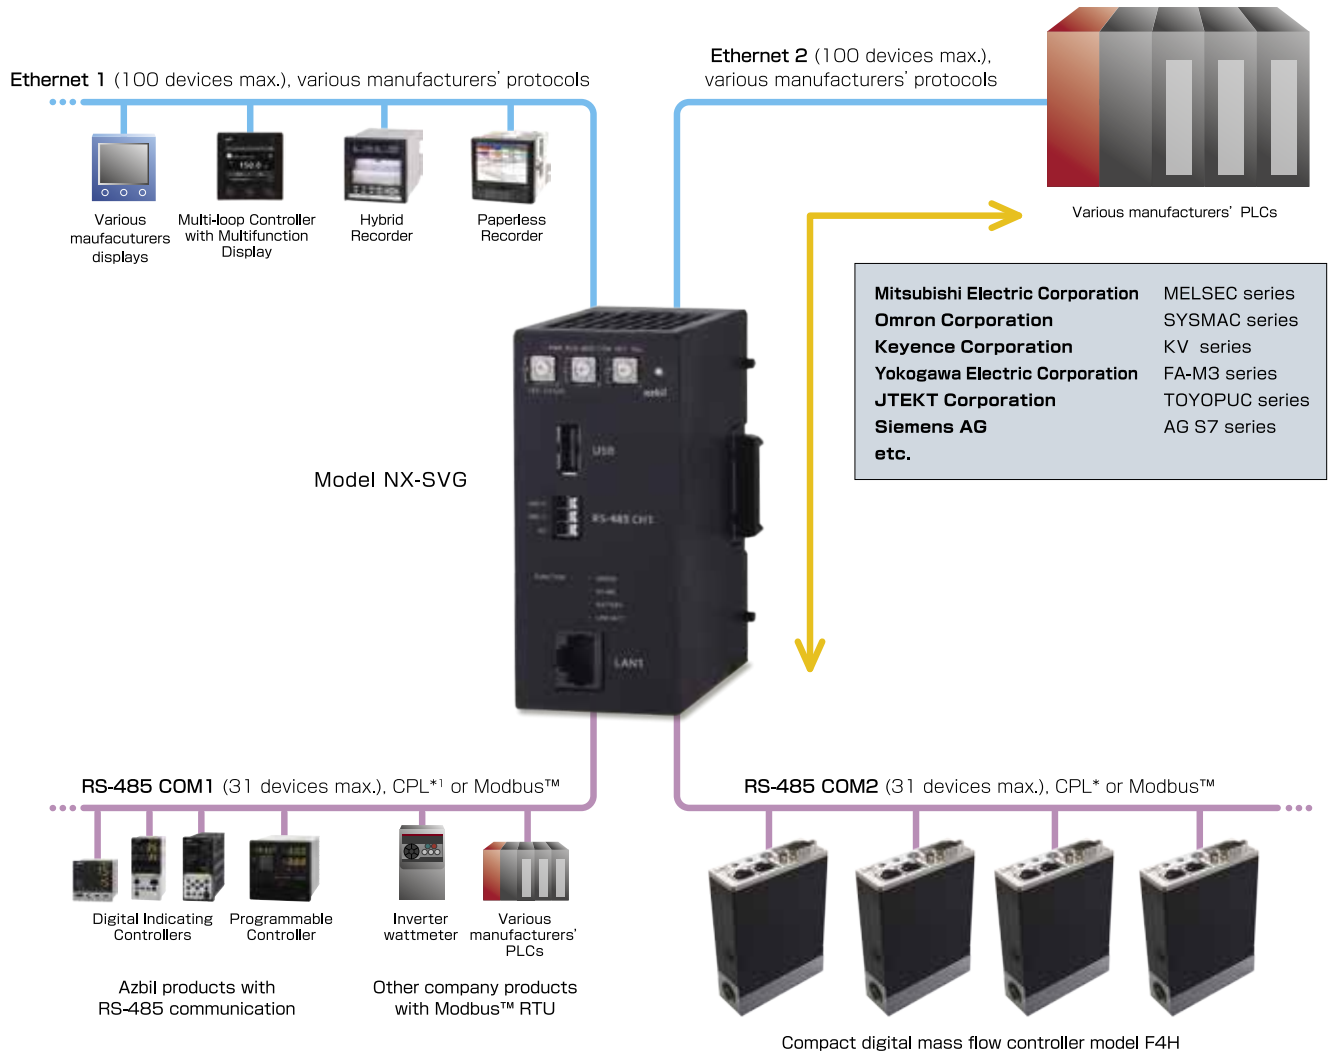 Ethernet 1 (100 devices max.), various manufacturers' protocols
Ethernet 2 (100 devices max.),
various manufacturers' protocols
Various
maufacuturers
displays
Multi-loop Controller
with Multifunction
Display
Hybrid
Recorder
Paperless
Recorder
Various manufacturers' PLCs
Mitsubishi Electric Corporation MELSEC series
Omron Corporation SYSMAC series
Keyence Corporation KV series
Yokogawa Electric Corporation FA-M3 series
JTEKT Corporation TOYOPUC series
Siemens AG AG S7 series
etc.
Model NX-SVG
azbil
USB
RS-485 CH1
LAN1
RS-485 COM1 (31 devices max.), CPL*1 or Modbus™
RS-485 COM2 (31 devices max.), CPL* or Modbus™
Digital Indicating
Controllers
Programmable
Controller
Inverter
wattmeter
Various
manufacturers'
PLCs
Azbil products with
RS-485 communication
Other company products
with Modbus™ RTU
Compact digital mass flow controller model F4H